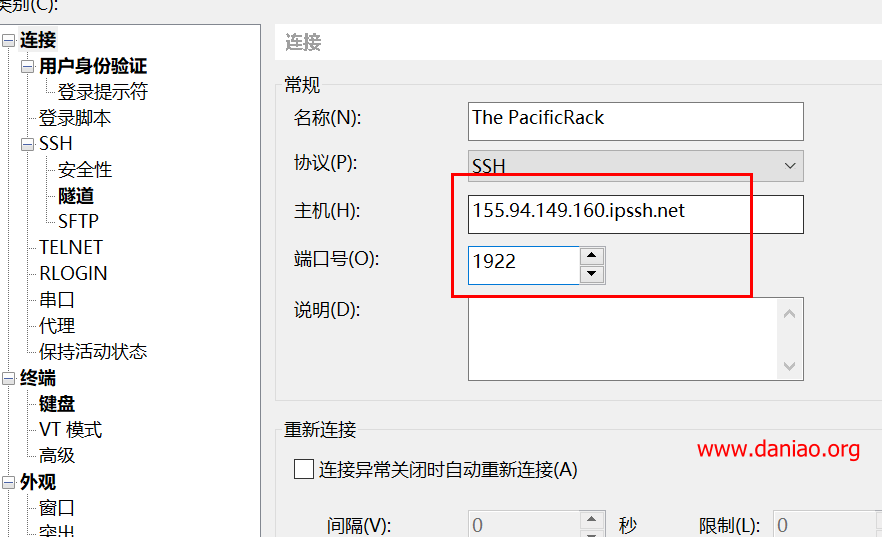 类别(C):
连接
用户身份验证
登录提示符
登录脚本
SSH
安全性
隧道
SFTP
TELNET
RLOGIN
串口
代理
保持活动状态
终端
键盘
VT 模式
高级
外观
窗口
突出
连接
常规
名称(N): The PacificRack
协议(P): SSH
主机(H): 155.94.149.160.ipssh.net
端口号(O): 1922
说明(D):
重新连接
连接异常关闭时自动重新连接(A)
间隔(V): 0 秒 限制(L): 0
www.daniao.org